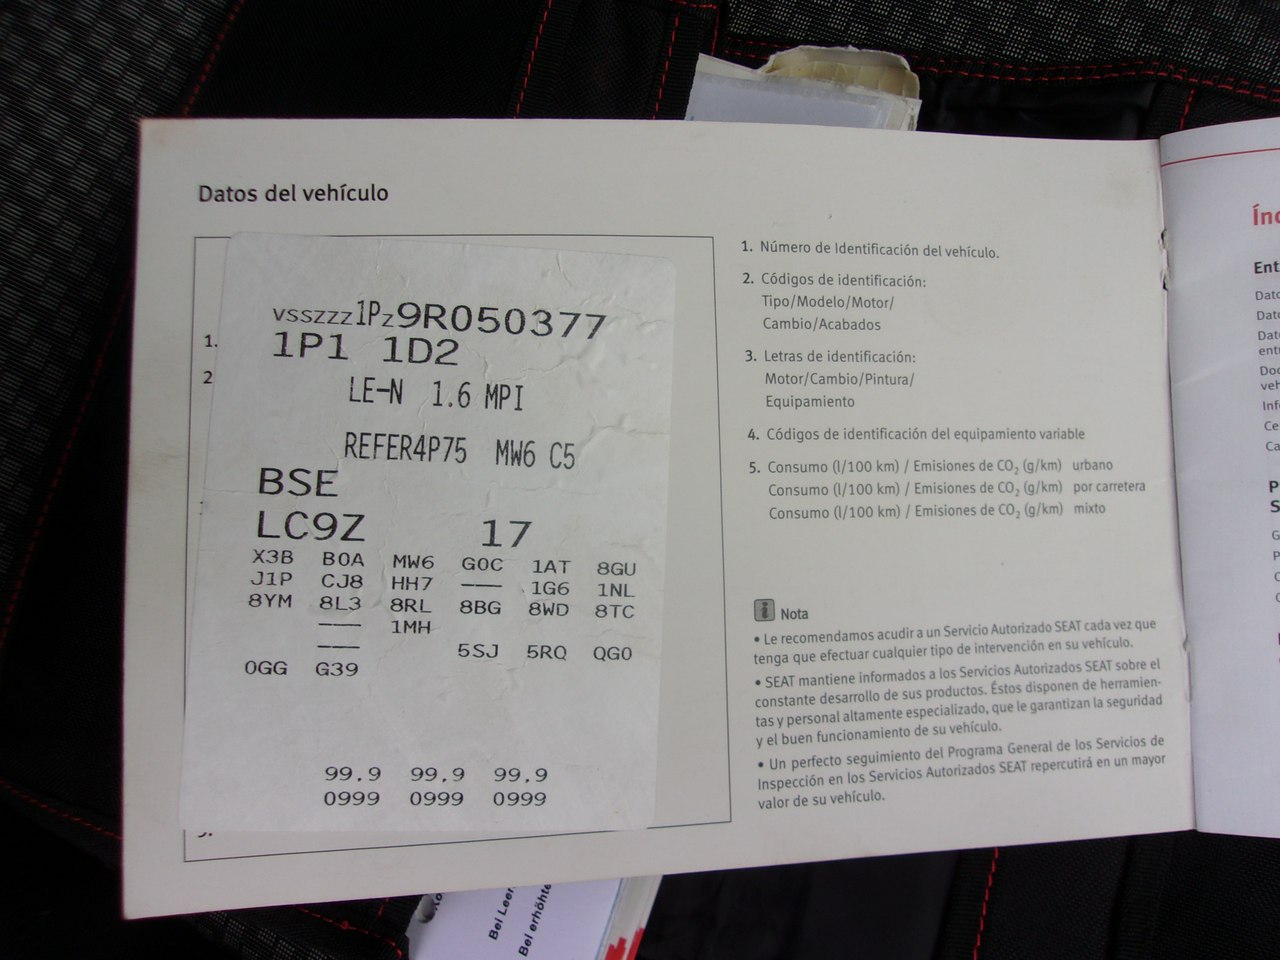 Datos del vehículo
1.
2
vsszzz1Pz9R050377
1P1 1D2
LE-N 1.6 MPI
REFER4P75 MW6 C5
BSE
LC9Z 17
X3B B0A MW6 G0C 1AT 8GU
J1P CJ8 HH7 —— 1G6 1NL
8YM 8L3 8RL 8BG 8WD 8TC
—— 1MH
—— 5SJ 5RQ QG0
0GG G39
99.9 99.9 99.9
0999 0999 0999
1. Número de Identificación del vehículo.
2. Códigos de identificación:
Tipo/Modelo/Motor/
Cambio/Acabados
3. Letras de identificación:
Motor/Cambio/Pintura/
Equipamiento
4. Códigos de identificación del equipamiento variable
5. Consumo (l/100 km) / Emisiones de CO₂ (g/km) urbano
Consumo (l/100 km) / Emisiones de CO₂ (g/km) por carretera
Consumo (l/100 km) / Emisiones de CO₂ (g/km) mixto
i Nota
• Le recomendamos acudir a un Servicio Autorizado SEAT cada vez que
tenga que efectuar cualquier tipo de intervención en su vehículo.
• SEAT mantiene informados a los Servicios Autorizados SEAT sobre el
constante desarrollo de sus productos. Éstos disponen de herramien-
tas y personal altamente especializado, que le garantizan la seguridad
y el buen funcionamiento de su vehículo.
• Un perfecto seguimiento del Programa General de los Servicios de
Inspección en los Servicios Autorizados SEAT repercutirá en un mayor
valor de su vehículo.
Bei Leer
Bei erhöhte